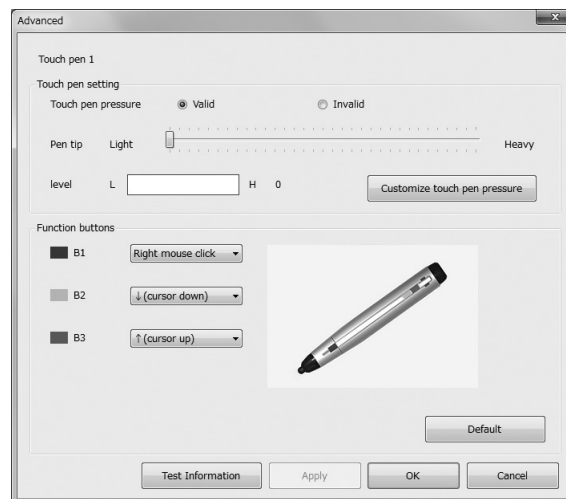 Advanced
Touch pen 1
Touch pen setting
Touch pen pressure Valid Invalid
Pen tip Light Heavy
level L H 0 Customize touch pen pressure
Function buttons
B1 Right mouse click
B2 ↓(cursor down)
B3 ↑(cursor up)
Default
Test Information Apply OK Cancel